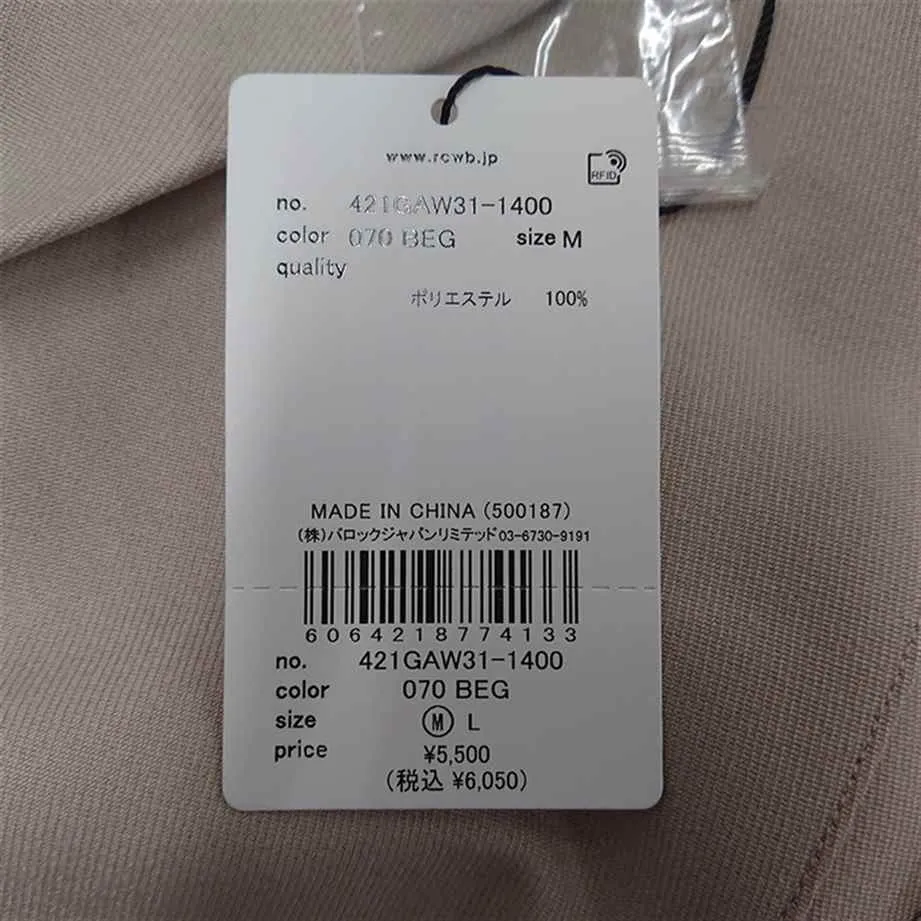 www.rcwb.jp
RFID
no. 421GAW31-1400
color 070 BEG size M
quality
ポリエステル 100%
MADE IN CHINA (500187)
(株)バロックジャパンリミテッド03-6730-9191
6064218774133
no. 421GAW31-1400
color 070 BEG
size Ⓜ L
price ¥5,500
(税込 ¥6,050)